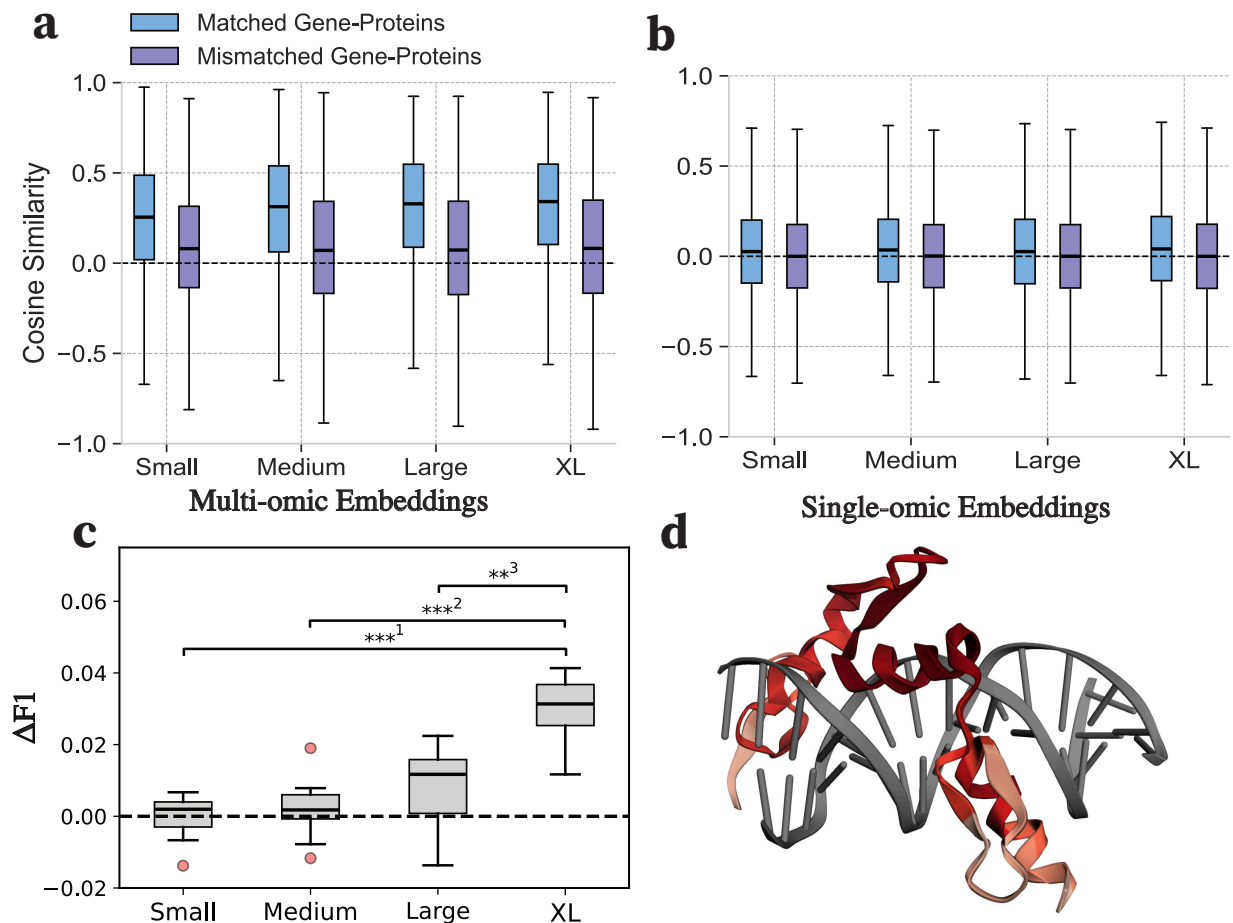 a
Matched Gene-Proteins
Mismatched Gene-Proteins
Cosine Similarity
1.0
0.5
0.0
−0.5
−1.0
Small Medium Large XL
Multi-omic Embeddings
b
1.0
0.5
0.0
−0.5
−1.0
Small Medium Large XL
Single-omic Embeddings
c
ΔF1
0.06
0.04
0.02
0.00
−0.02
**3
***2
***1
Small Medium Large XL
d